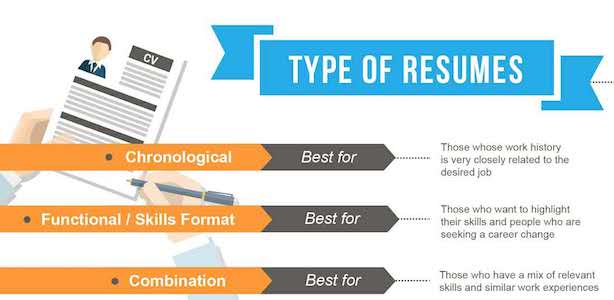 CV
TYPE OF RESUMES
Chronological
Best for
Those whose work history
is very closely related to the
desired job
Functional / Skills Format
Best for
Those who want to highlight
their skills and people who are
seeking a career change
Combination
Best for
Those who have a mix of relevant
skills and similar work experiences